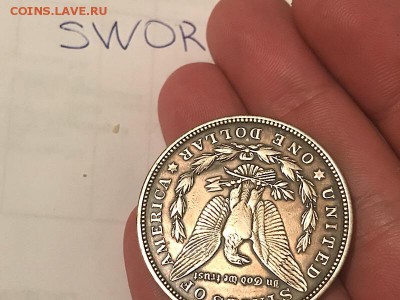 COINS.LAVE.RU
SWOR
UNITED STATES OF AMERICA
In God we trust
ONE DOLLAR